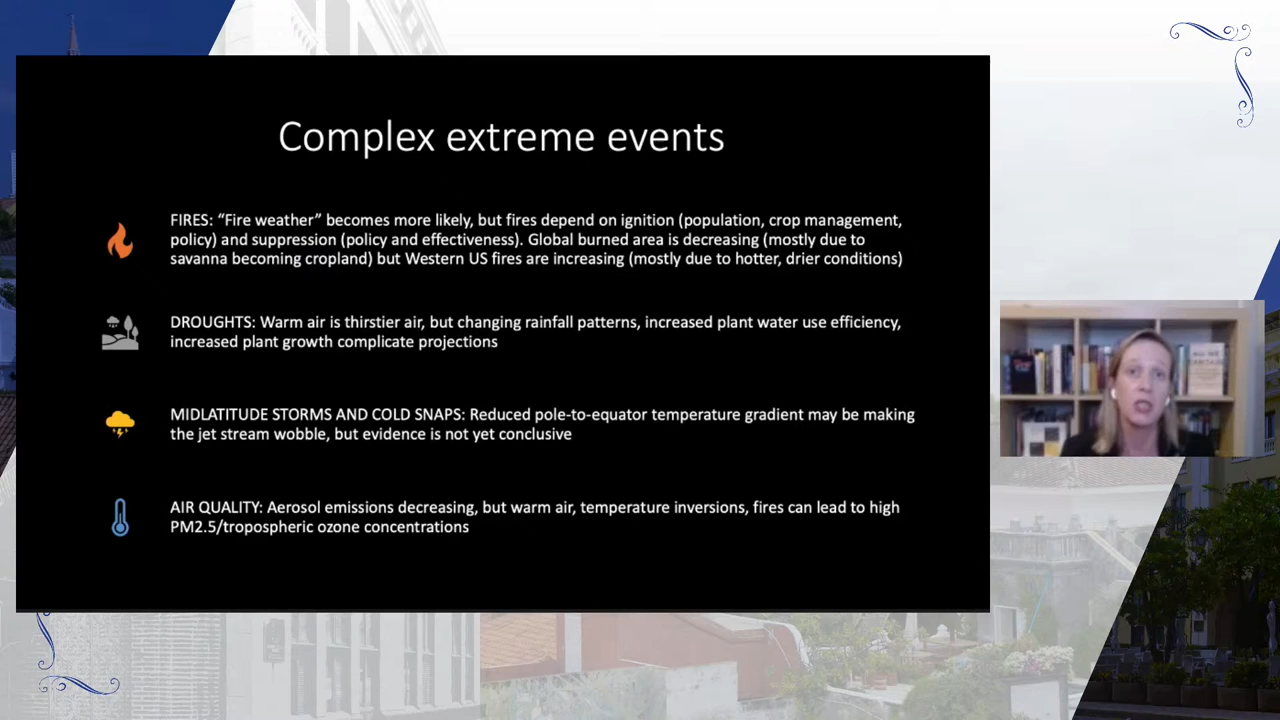 Complex extreme events
FIRES: “Fire weather” becomes more likely, but fires depend on ignition (population, crop management,
policy) and suppression (policy and effectiveness). Global burned area is decreasing (mostly due to
savanna becoming cropland) but Western US fires are increasing (mostly due to hotter, drier conditions)
DROUGHTS: Warm air is thirstier air, but changing rainfall patterns, increased plant water use efficiency,
increased plant growth complicate projections
MIDLATITUDE STORMS AND COLD SNAPS: Reduced pole-to-equator temperature gradient may be making
the jet stream wobble, but evidence is not yet conclusive
AIR QUALITY: Aerosol emissions decreasing, but warm air, temperature inversions, fires can lead to high
PM2.5/tropospheric ozone concentrations